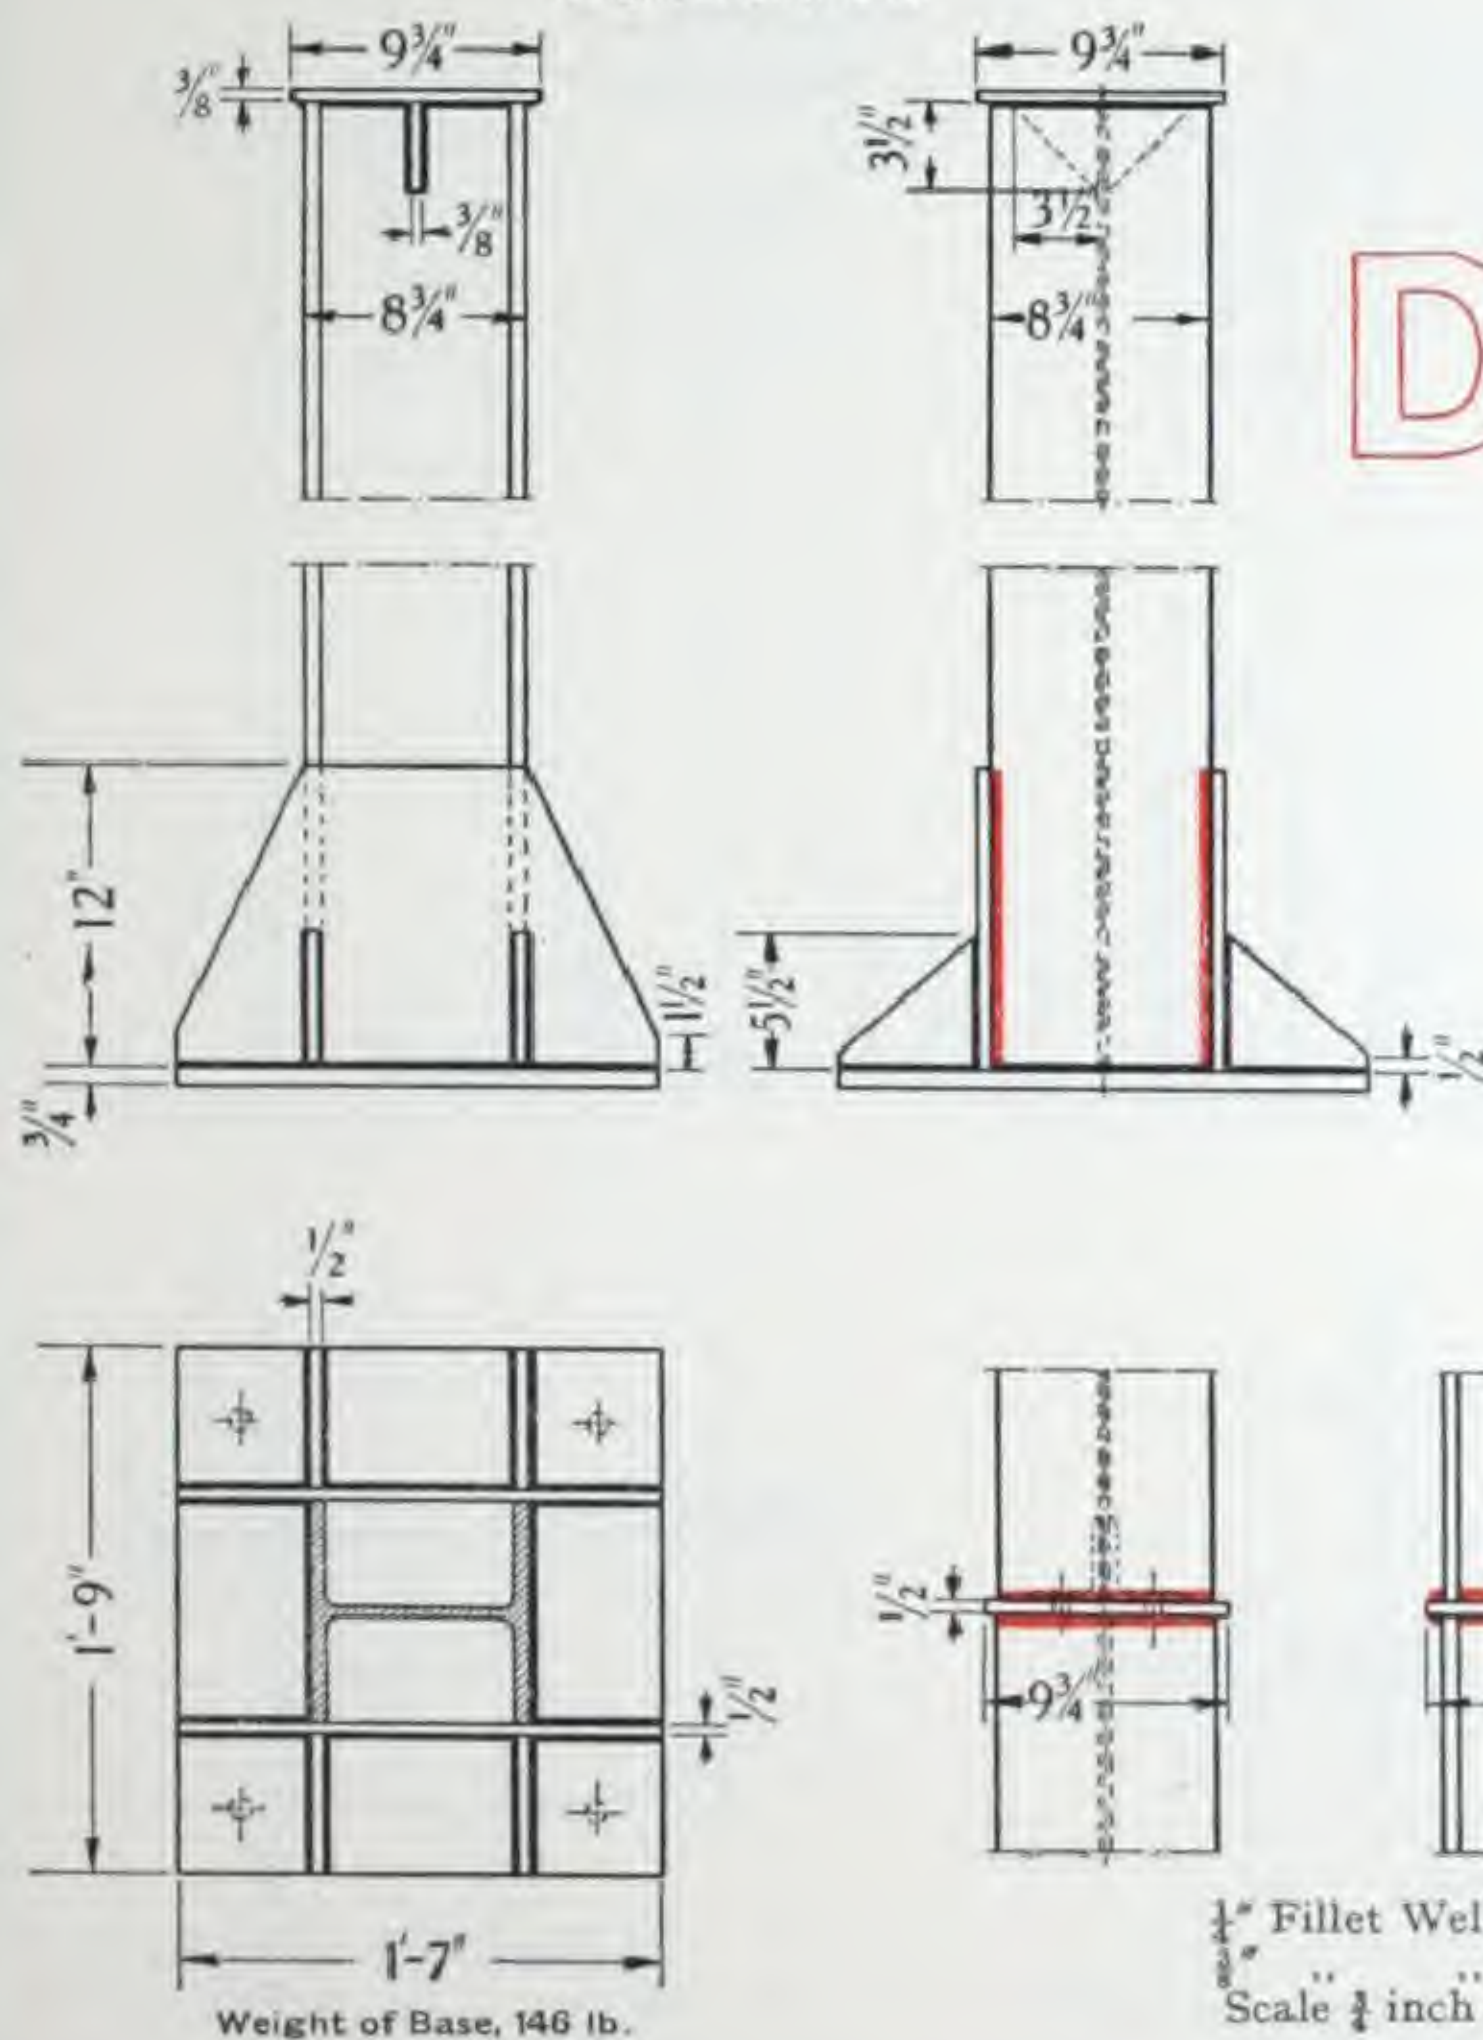 9¾" 9¾"
⅜"
3½"
⅜" 3½"
8¾" 8¾"
D
12" 1½" 5½" ½"
¾"
½"
1'-9"
½" ½"
9¾"
1'-7"
¼" Fillet Wel
" " "
Scale ¾ inch
Weight of Base, 146 lb.